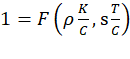 1 = F(ρ K/C, s T/C)